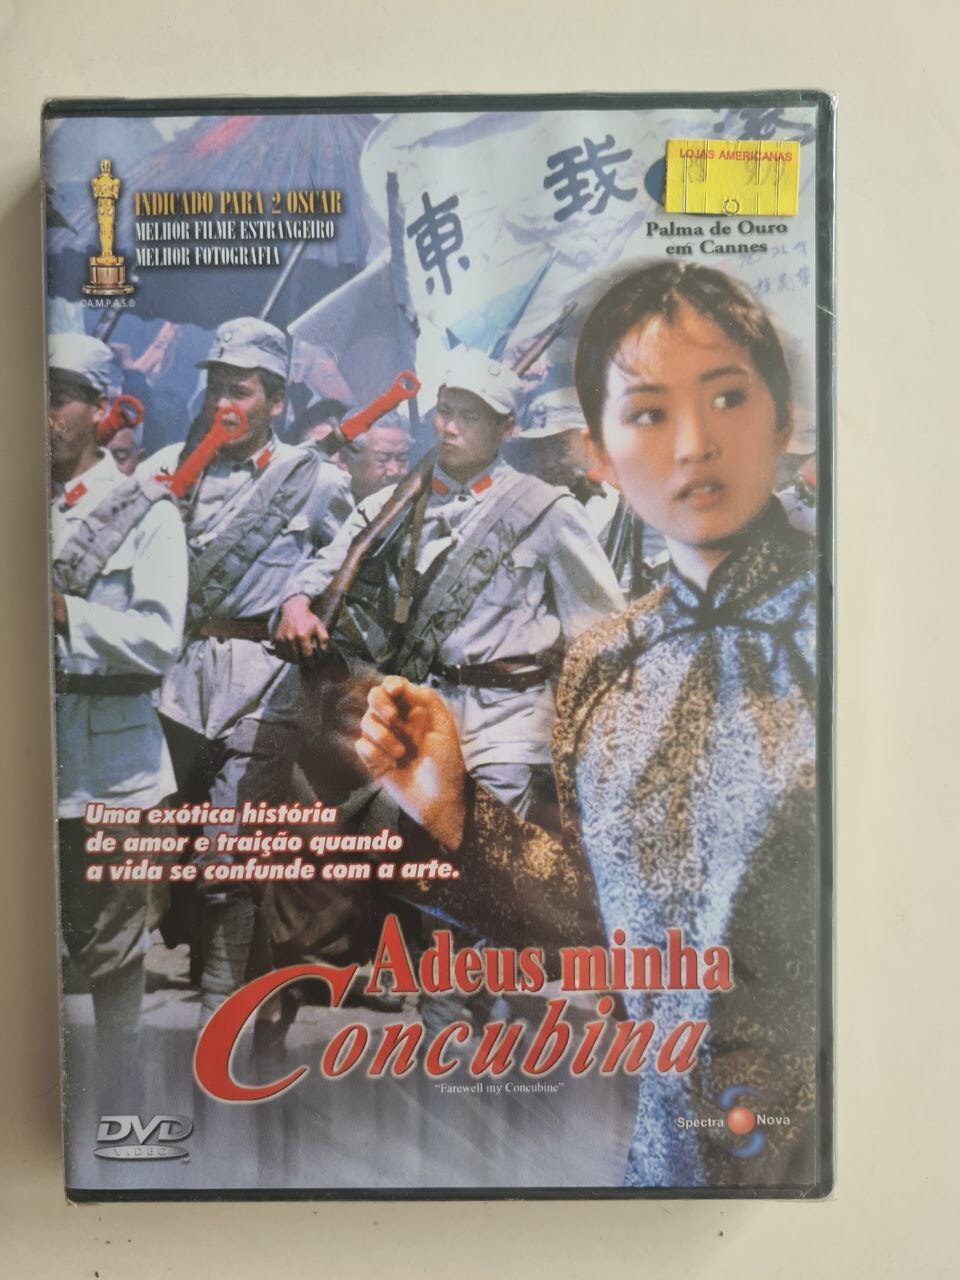 INDICADO PARA 2 OSCAR
MELHOR FILME ESTRANGEIRO
MELHOR FOTOGRAFIA
©A.M.P.A.S.®
LOJAS AMERICANAS
Palma de Ouro
em Cannes
東
我
Uma exótica história
de amor e traição quando
a vida se confunde com a arte.
Adeus minha
Concubina
"Farewell my Concubine"
DVD
VIDEO
Spectra Nova